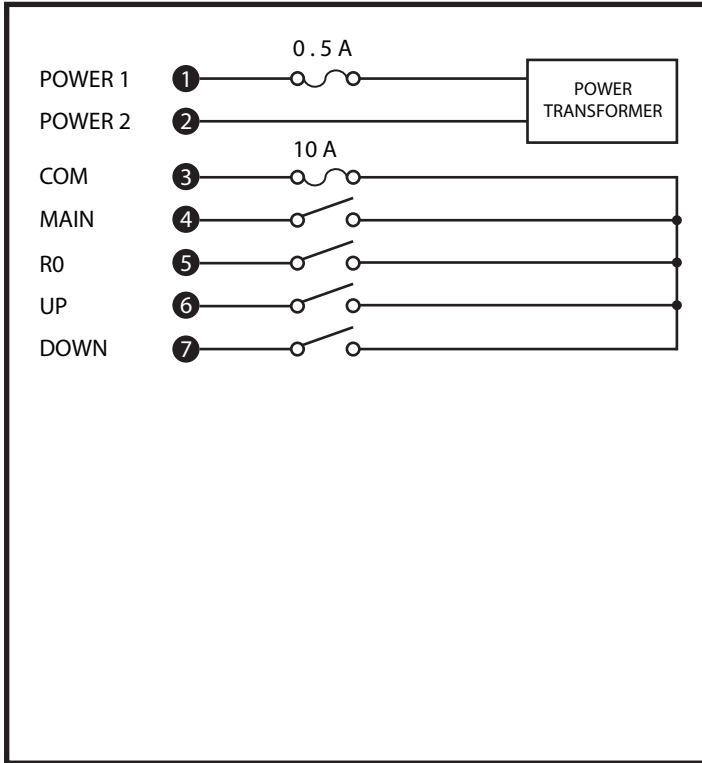 0 . 5 A
POWER 1 1
POWER
TRANSFORMER
POWER 2 2
10 A
COM 3
MAIN 4
R0 5
UP 6
DOWN 7